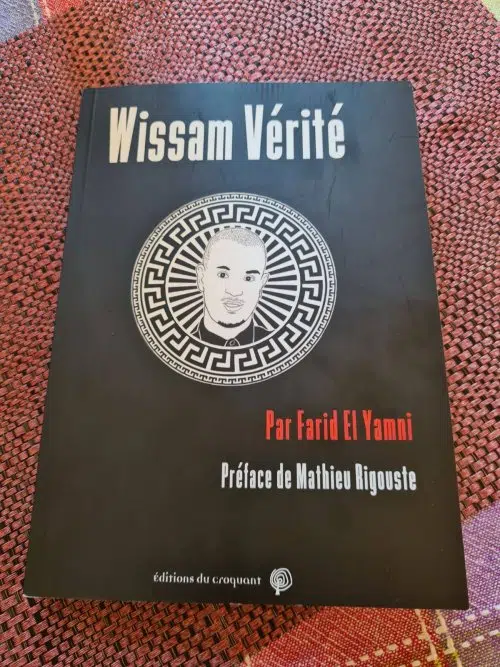 Wissam Vérité
Par Farid El Yamni
Préface de Mathieu Rigouste
éditions du croquant